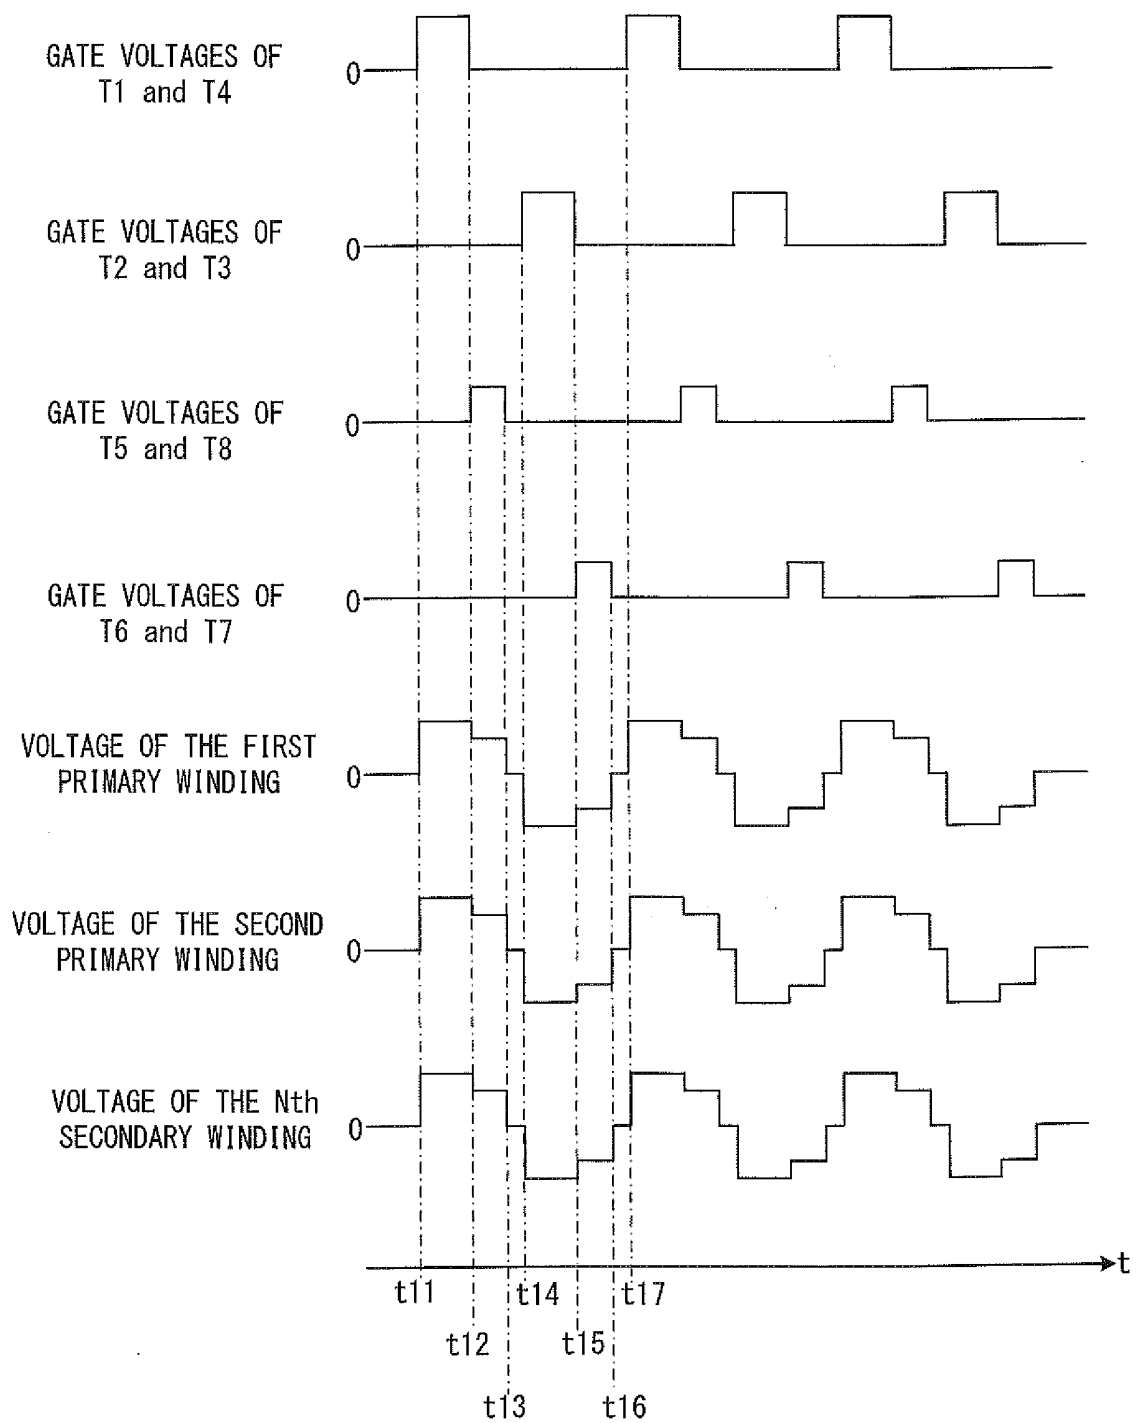 GATE VOLTAGES OF
T1 and T4
0
GATE VOLTAGES OF
T2 and T3
0
GATE VOLTAGES OF
T5 and T8
0
GATE VOLTAGES OF
T6 and T7
0
VOLTAGE OF THE FIRST
PRIMARY WINDING
0
VOLTAGE OF THE SECOND
PRIMARY WINDING
0
VOLTAGE OF THE Nth
SECONDARY WINDING
0
t
t11
t14
t17
t12
t15
t13
t16